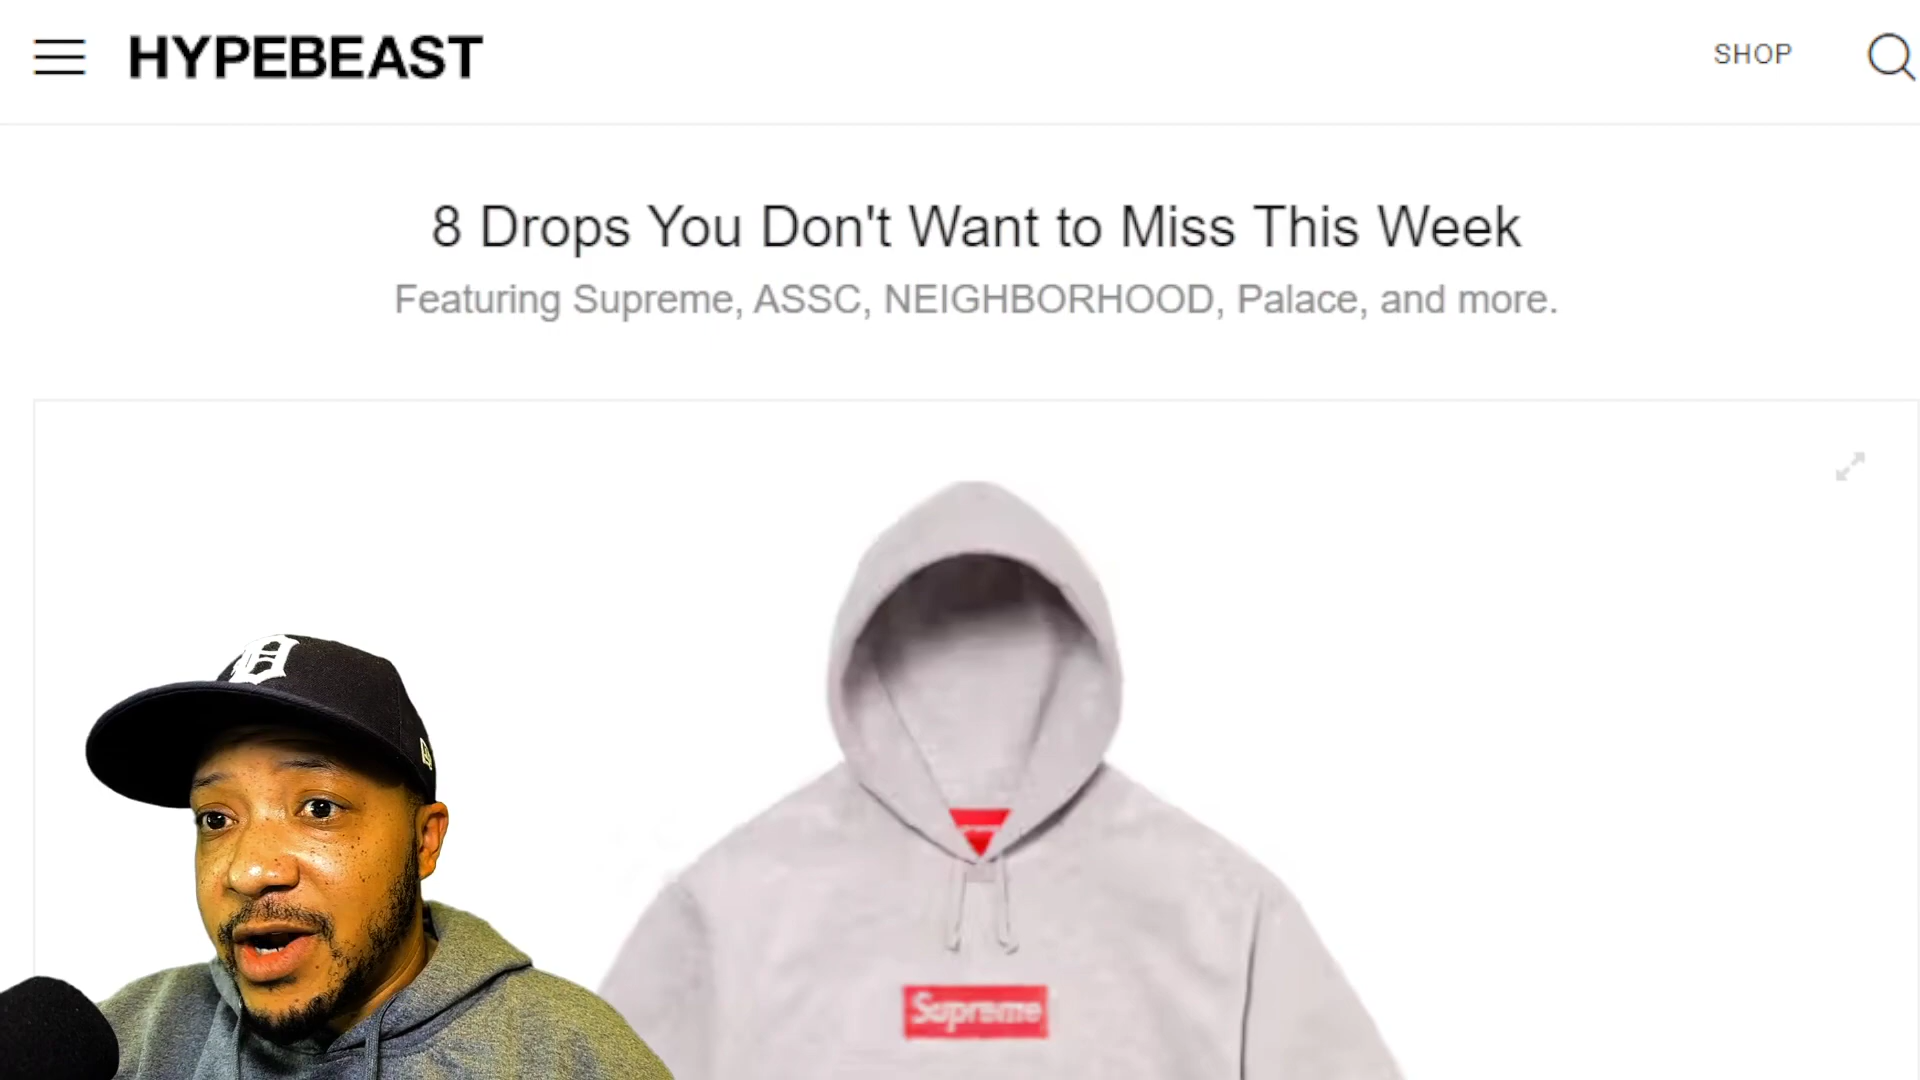 HYPEBEAST
SHOP
8 Drops You Don't Want to Miss This Week
Featuring Supreme, ASSC, NEIGHBORHOOD, Palace, and more.
D
Supreme